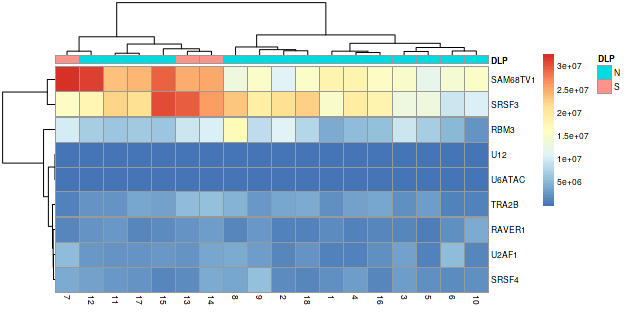 DLP
SAM68TV1
SRSF3
RBM3
U12
U6ATAC
TRA2B
RAVER1
U2AF1
SRSF4
7 12 11 17 15 13 14 8 9 2 18 1 4 16 3 5 6 10
3e+07
2.5e+07
2e+07
1.5e+07
1e+07
5e+06
DLP
N
S